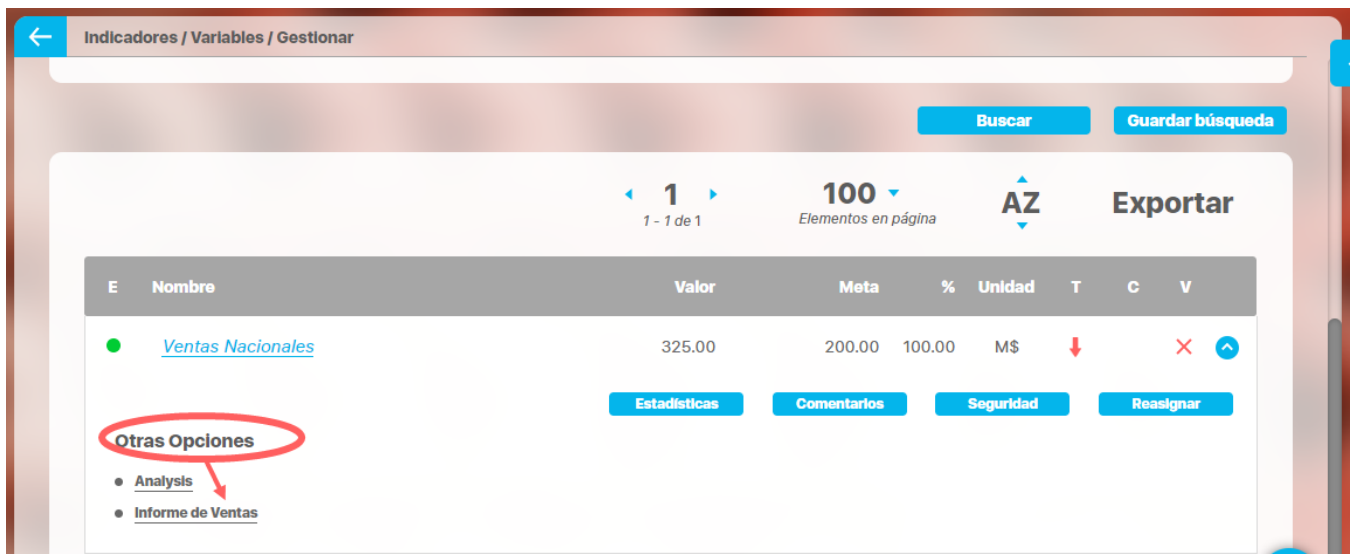 Indicadores / Variables / Gestionar
Buscar
Guardar búsqueda
1
1 - 1 de 1
100
Elementos en página
AZ
Exportar
E Nombre Valor Meta % Unidad T C V
Ventas Nacionales 325.00 200.00 100.00 M$
Estadísticas Comentarios Seguridad Reasignar
Otras Opciones
Analysis
Informe de Ventas